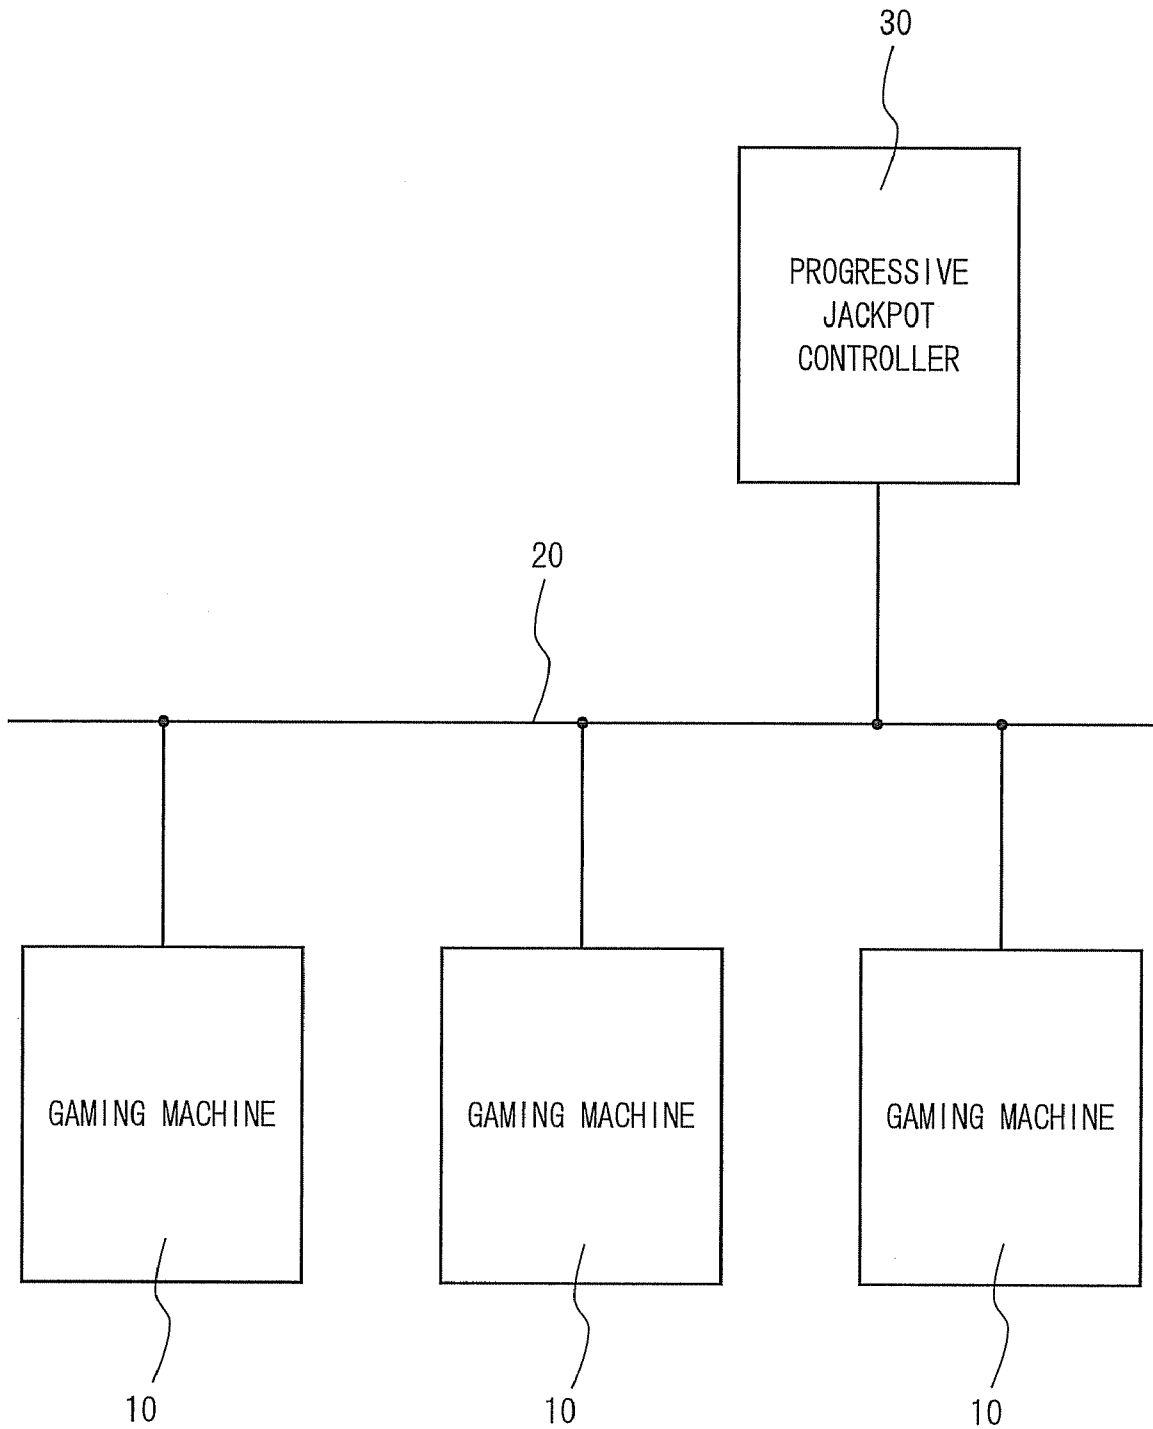 30
PROGRESSIVE
JACKPOT
CONTROLLER
20
GAMING MACHINE
GAMING MACHINE
GAMING MACHINE
10
10
10